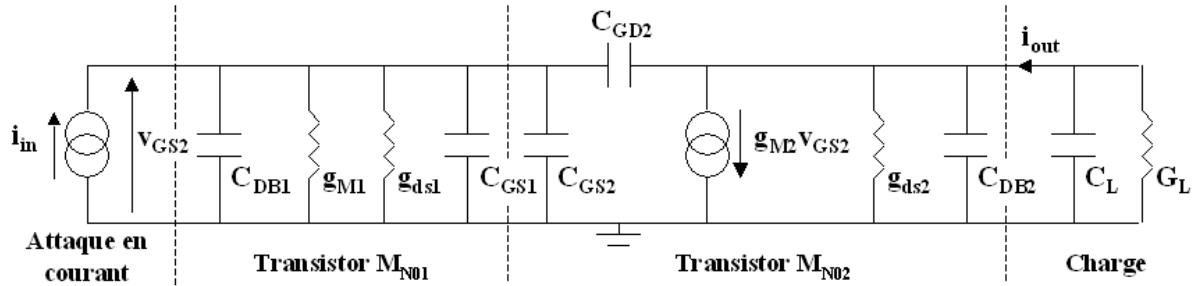 C_GD2
i_out
i_in
v_GS2
C_DB1
g_M1
g_ds1
C_GS1
C_GS2
g_M2 v_GS2
g_ds2
C_DB2
C_L
G_L
Attaque en
courant
Transistor M_N01
Transistor M_N02
Charge